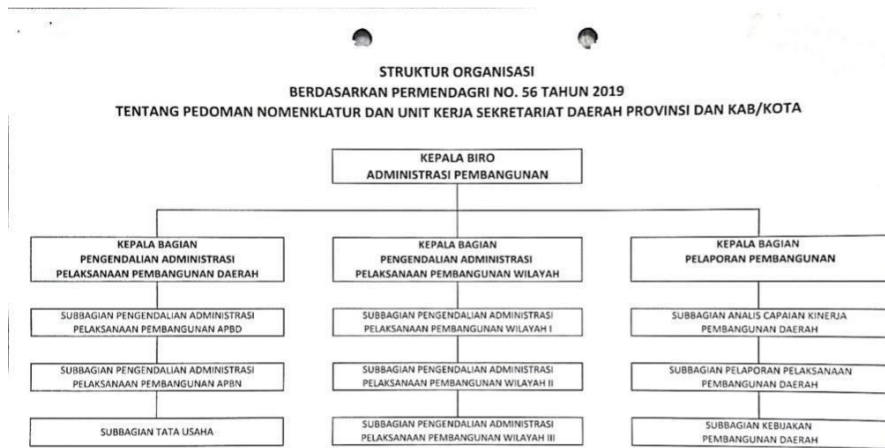 STRUKTUR ORGANISASI
BERDASARKAN PERMENDAGRI NO. 56 TAHUN 2019
TENTANG PEDOMAN NOMENKLATUR DAN UNIT KERJA SEKRETARIAT DAERAH PROVINSI DAN KAB/KOTA
KEPALA BIRO
ADMINISTRASI PEMBANGUNAN
KEPALA BAGIAN
PENGENDALIAN ADMINISTRASI
PELAKSANAAN PEMBANGUNAN DAERAH
SUBBAGIAN PENGENDALIAN ADMINISTRASI
PELAKSANAAN PEMBANGUNAN APBD
SUBBAGIAN PENGENDALIAN ADMINISTRASI
PELAKSANAAN PEMBANGUNAN APBN
SUBBAGIAN TATA USAHA
KEPALA BAGIAN
PENGENDALIAN ADMINISTRASI
PELAKSANAAN PEMBANGUNAN WILAYAH
SUBBAGIAN PENGENDALIAN ADMINISTRASI
PELAKSANAAN PEMBANGUNAN WILAYAH I
SUBBAGIAN PENGENDALIAN ADMINISTRASI
PELAKSANAAN PEMBANGUNAN WILAYAH II
SUBBAGIAN PENGENDALIAN ADMINISTRASI
PELAKSANAAN PEMBANGUNAN WILAYAH III
KEPALA BAGIAN
PELAPORAN PEMBANGUNAN
SUBBAGIAN ANALIS CAPAIAN KINERJA
PEMBANGUNAN DAERAH
SUBBAGIAN PELAPORAN PELAKSANAAN
PEMBANGUNAN DAERAH
SUBBAGIAN KEBIJAKAN
PEMBANGUNAN DAERAH